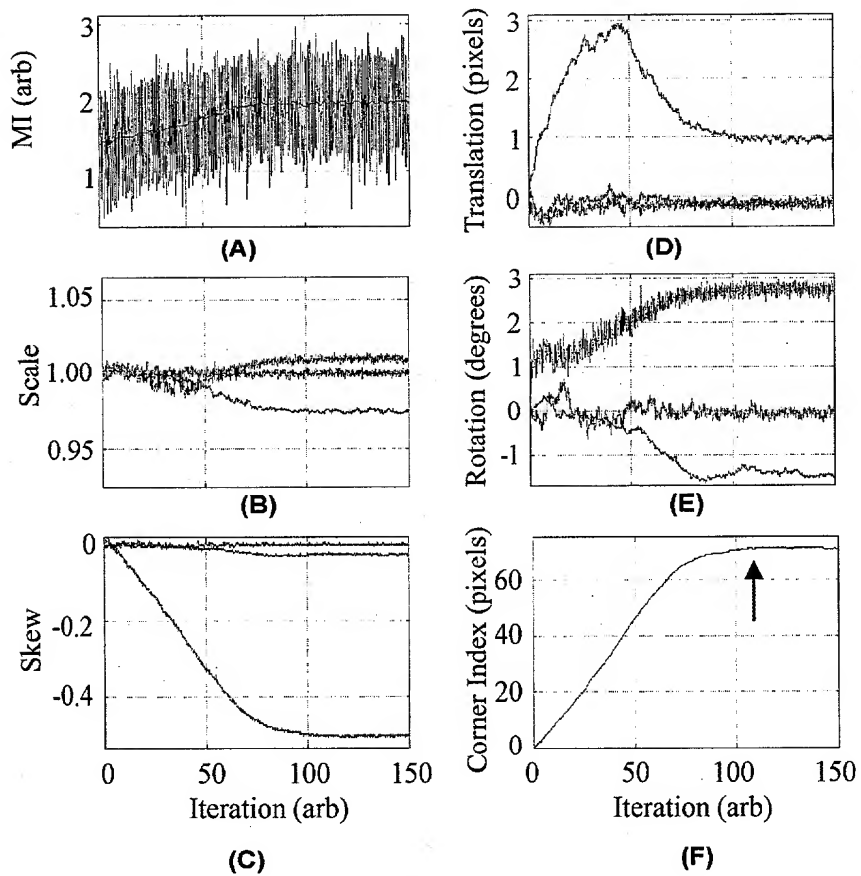 MI (arb)
3
2
1
(A)
Scale
1.05
1.00
0.95
(B)
Skew
0
-0.2
-0.4
0
50
100
150
Iteration (arb)
(C)
Translation (pixels)
3
2
1
0
(D)
Rotation (degrees)
3
2
1
0
-1
(E)
Corner Index (pixels)
60
40
20
0
0
50
100
150
Iteration (arb)
(F)